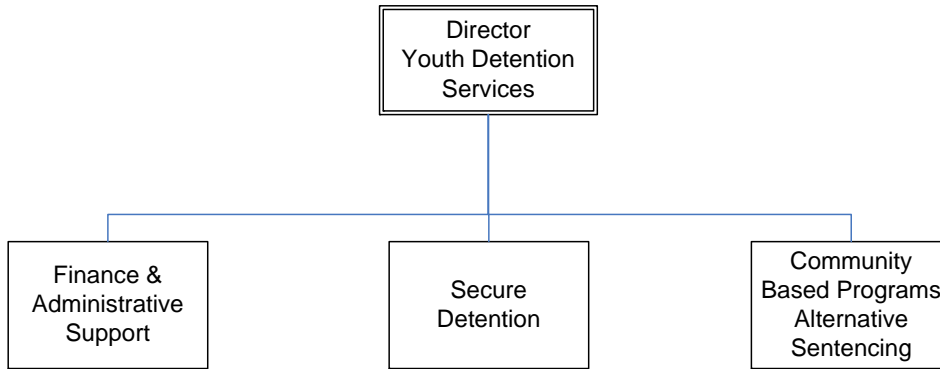 Director
Youth Detention
Services
Finance &
Administrative
Support
Secure
Detention
Community
Based Programs
Alternative
Sentencing